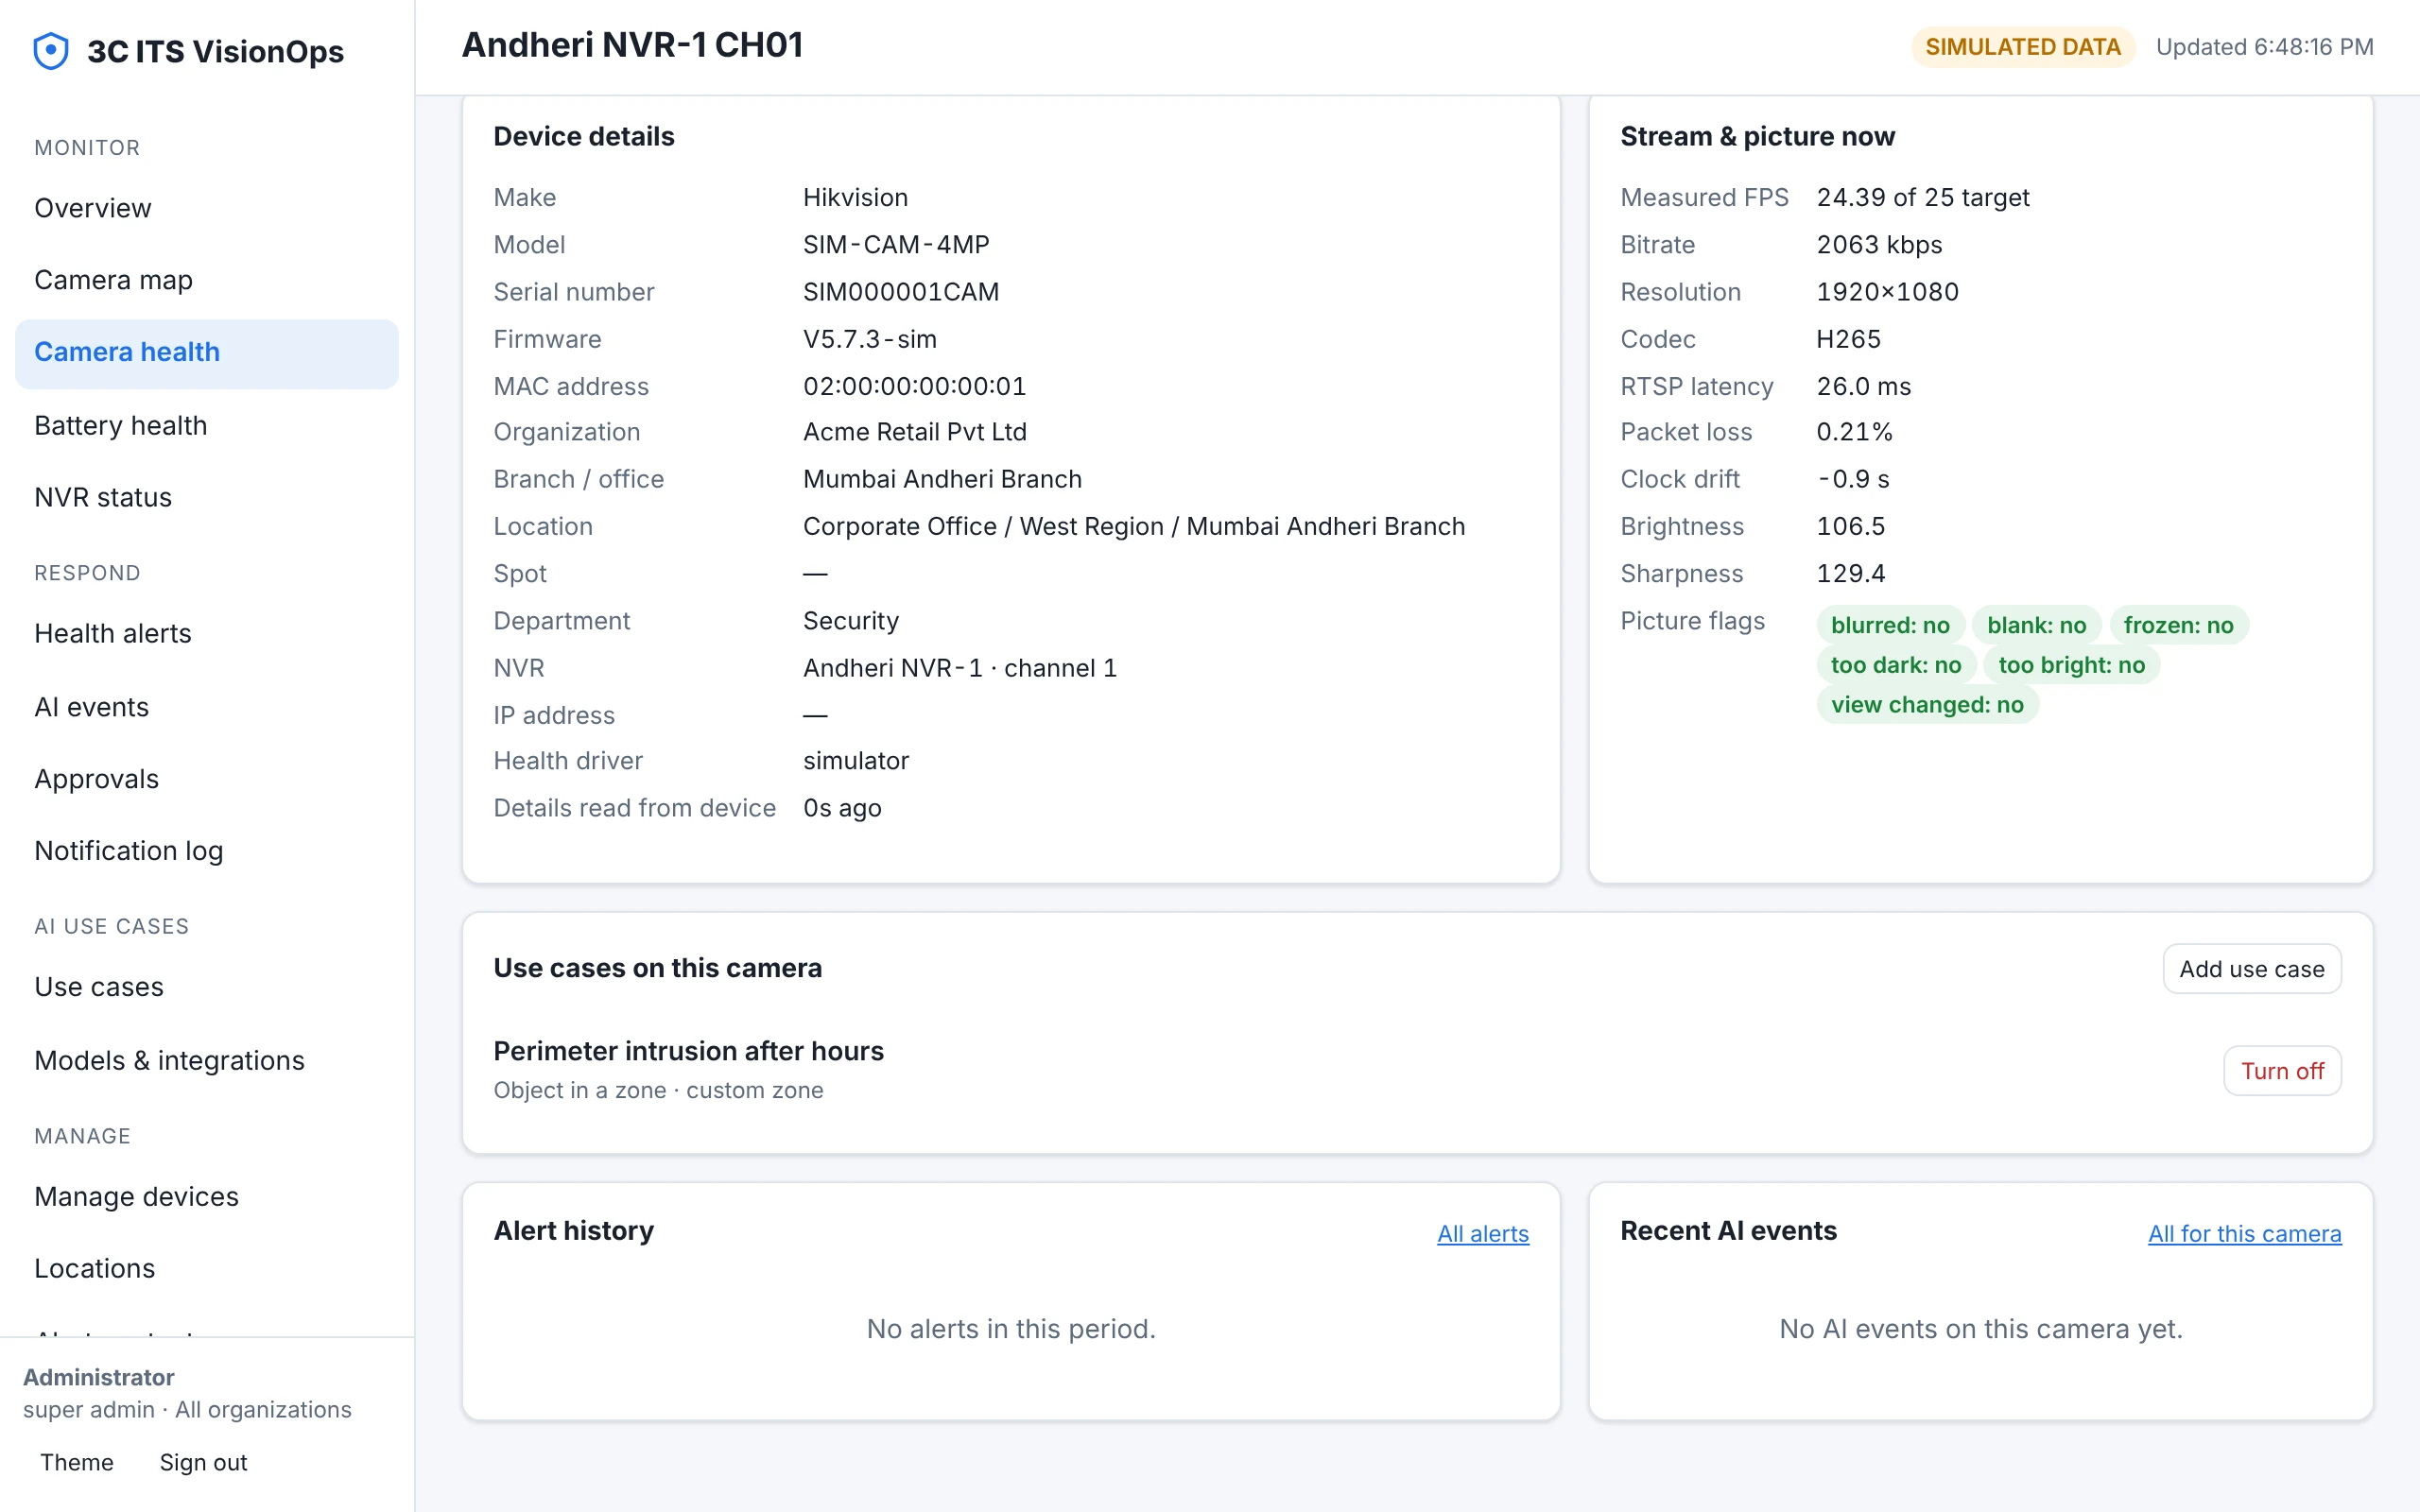 3C ITS VisionOps
MONITOR
Overview
Camera map
Camera health
Battery health
NVR status
RESPOND
Health alerts
AI events
Approvals
Notification log
AI USE CASES
Use cases
Models & integrations
MANAGE
Manage devices
Locations
Administrator
super admin · All organizations
Theme Sign out
Andheri NVR-1 CH01
SIMULATED DATA Updated 6:48:16 PM
Device details
Make Hikvision
Model SIM-CAM-4MP
Serial number SIM000001CAM
Firmware V5.7.3-sim
MAC address 02:00:00:00:00:01
Organization Acme Retail Pvt Ltd
Branch / office Mumbai Andheri Branch
Location Corporate Office / West Region / Mumbai Andheri Branch
Spot —
Department Security
NVR Andheri NVR-1 · channel 1
IP address —
Health driver simulator
Details read from device 0s ago
Stream & picture now
Measured FPS 24.39 of 25 target
Bitrate 2063 kbps
Resolution 1920×1080
Codec H265
RTSP latency 26.0 ms
Packet loss 0.21%
Clock drift -0.9 s
Brightness 106.5
Sharpness 129.4
Picture flags blurred: no blank: no frozen: no
too dark: no too bright: no
view changed: no
Use cases on this camera Add use case
Perimeter intrusion after hours Turn off
Object in a zone · custom zone
Alert history All alerts
No alerts in this period.
Recent AI events All for this camera
No AI events on this camera yet.